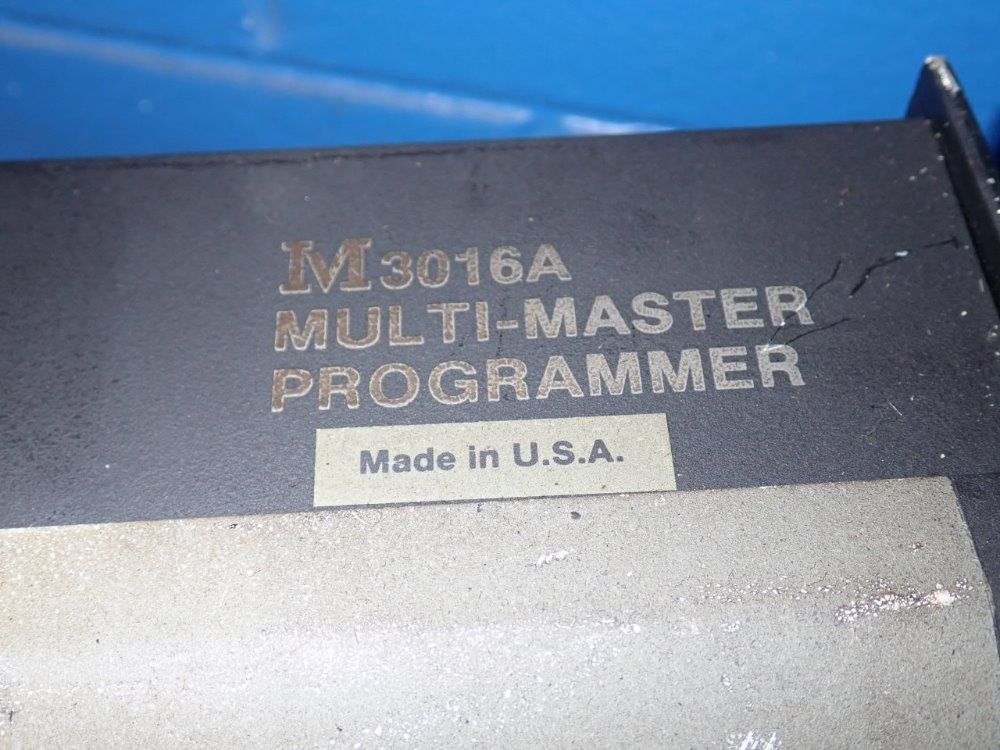 M3016A
MULTI-MASTER
PROGRAMMER
Made in U.S.A.